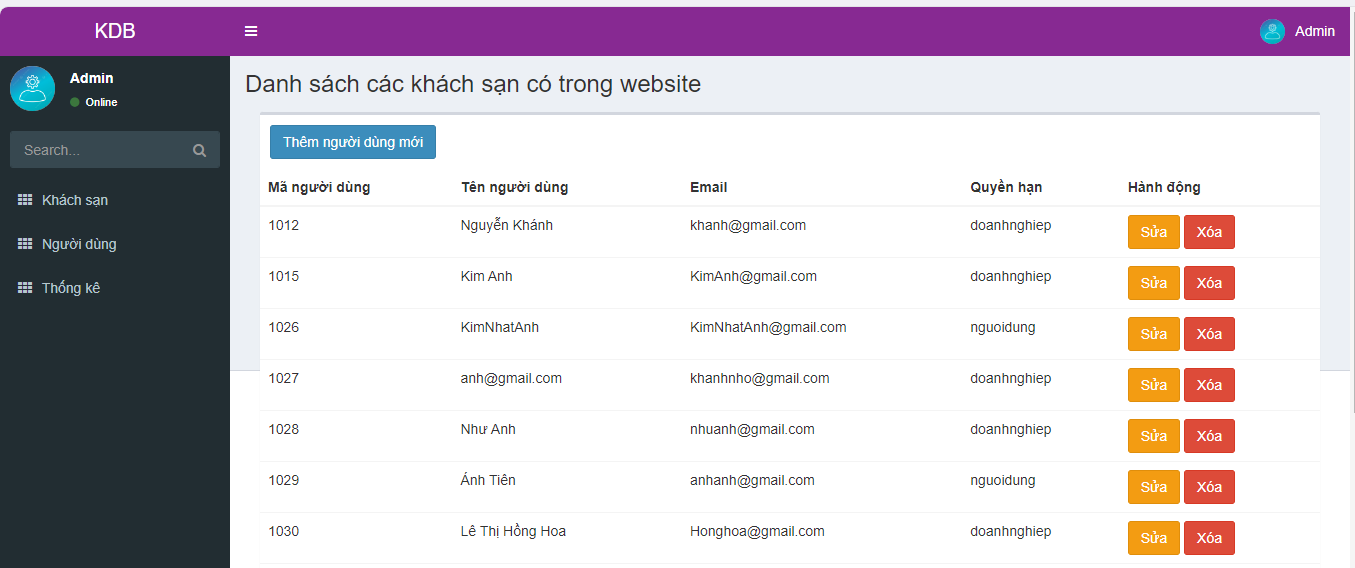 KDB
Admin
Admin
Online
Search...
Khách sạn
Người dùng
Thống kê
Danh sách các khách sạn có trong website
Thêm người dùng mới
Mã người dùng Tên người dùng Email Quyền hạn Hành động
1012 Nguyễn Khánh khanh@gmail.com doanhnghiep Sửa Xóa
1015 Kim Anh KimAnh@gmail.com doanhnghiep Sửa Xóa
1026 KimNhatAnh KimNhatAnh@gmail.com nguoidung Sửa Xóa
1027 anh@gmail.com khanhnho@gmail.com doanhnghiep Sửa Xóa
1028 Như Anh nhuanh@gmail.com doanhnghiep Sửa Xóa
1029 Ánh Tiên anhanh@gmail.com nguoidung Sửa Xóa
1030 Lê Thị Hồng Hoa Honghoa@gmail.com doanhnghiep Sửa Xóa